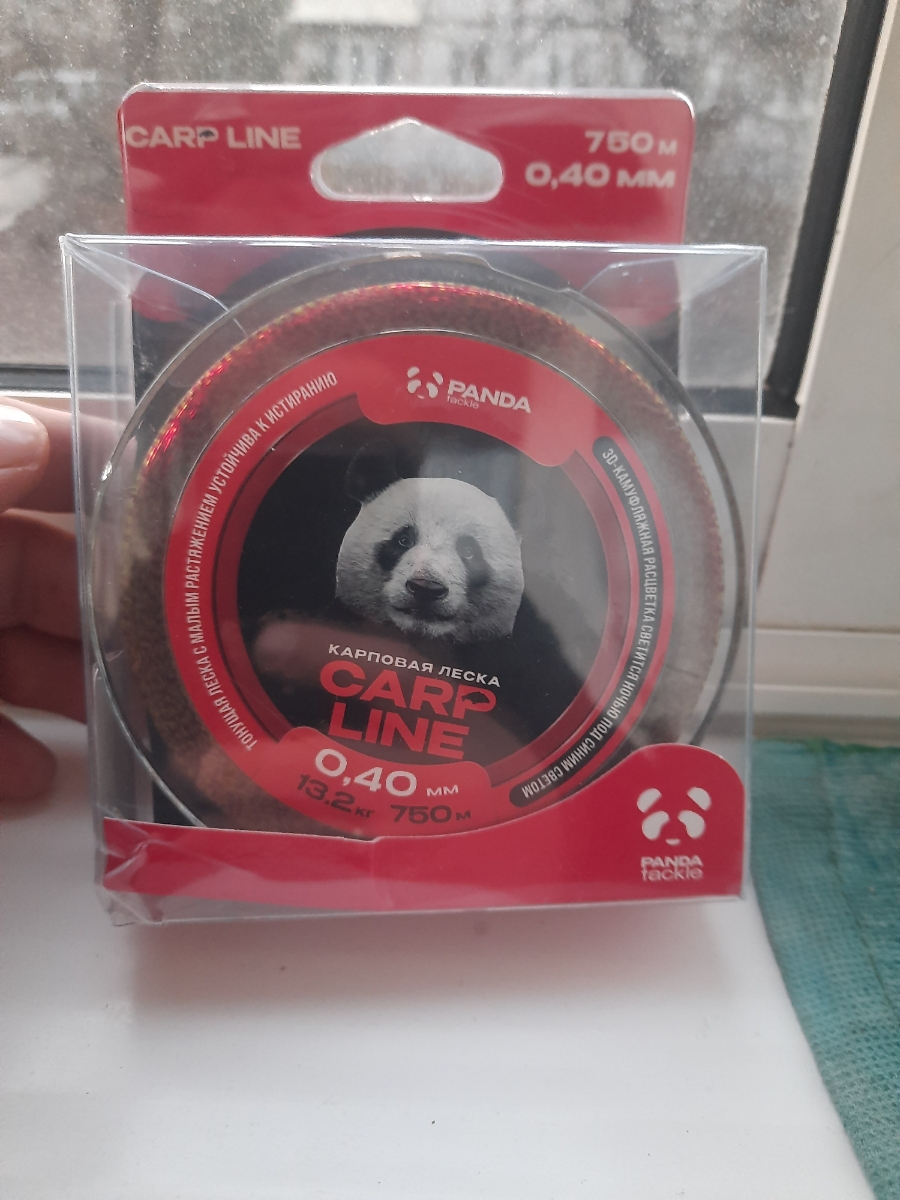 CARP LINE
750 м
0,40 мм
PANDA
tackle
ТОНУЩАЯ ЛЕСКА С МАЛЫМ РАСТЯЖЕНИЕМ УСТОЙЧИВА К ИСТИРАНИЮ
3D-КАМУФЛЯЖНАЯ РАСЦВЕТКА СВЕТИТСЯ НОЧЬЮ ПОД СИНИМ СВЕТОМ
КАРПОВАЯ ЛЕСКА
CARP
LINE
0,40 мм
13.2 кг 750 м
PANDA
tackle